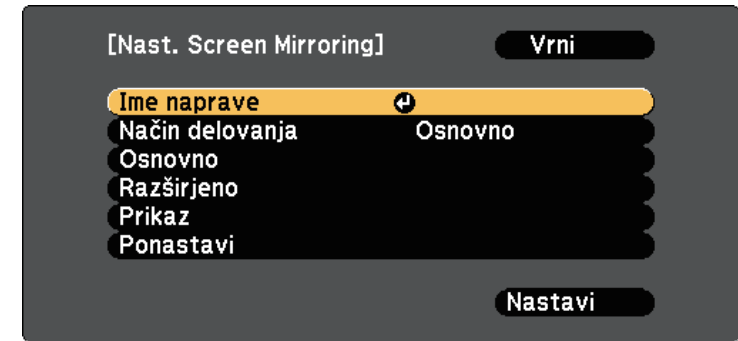 [Nast. Screen Mirroring] Vrni
Ime naprave
Način delovanja Osnovno
Osnovno
Razširjeno
Prikaz
Ponastavi
Nastavi